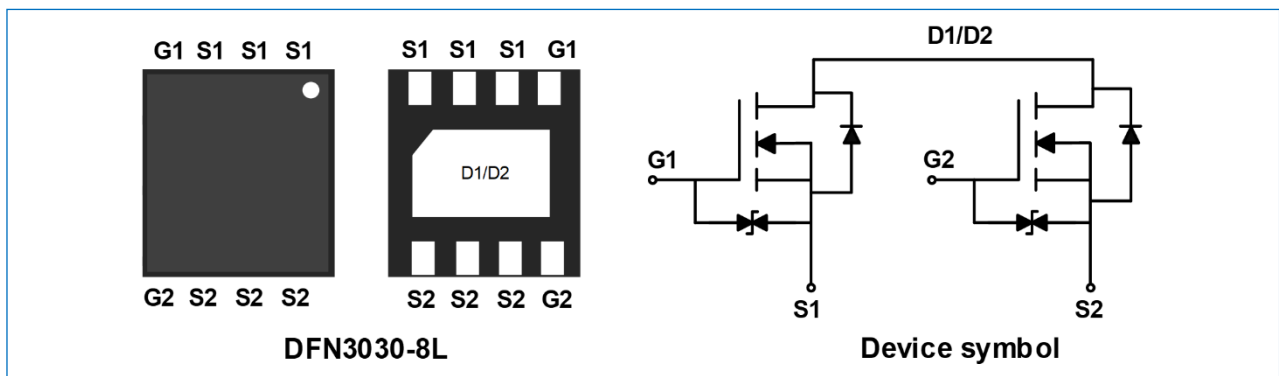 D1/D2
G1 S1 S1 S1
S1 S1 S1 G1
D1/D2
G1
G2
G2 S2 S2 S2
S2 S2 S2 G2
S1
S2
DFN3030-8L
Device symbol